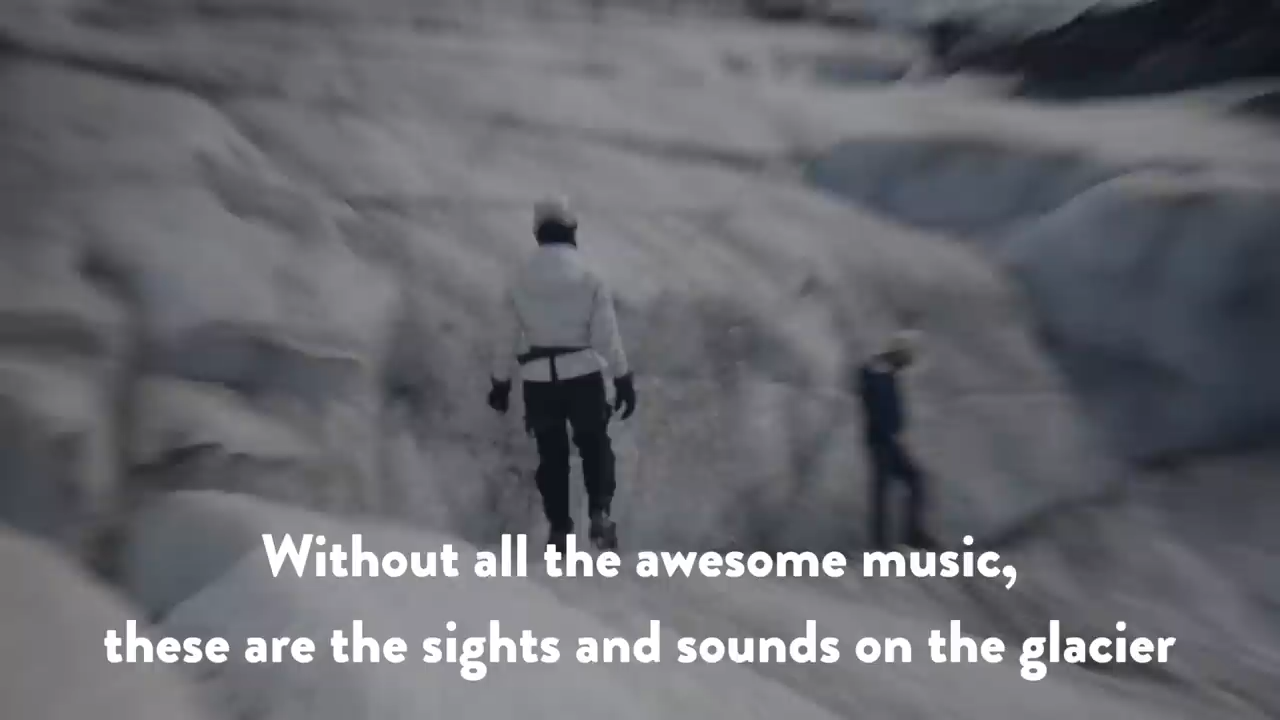 Without all the awesome music,
these are the sights and sounds on the glacier